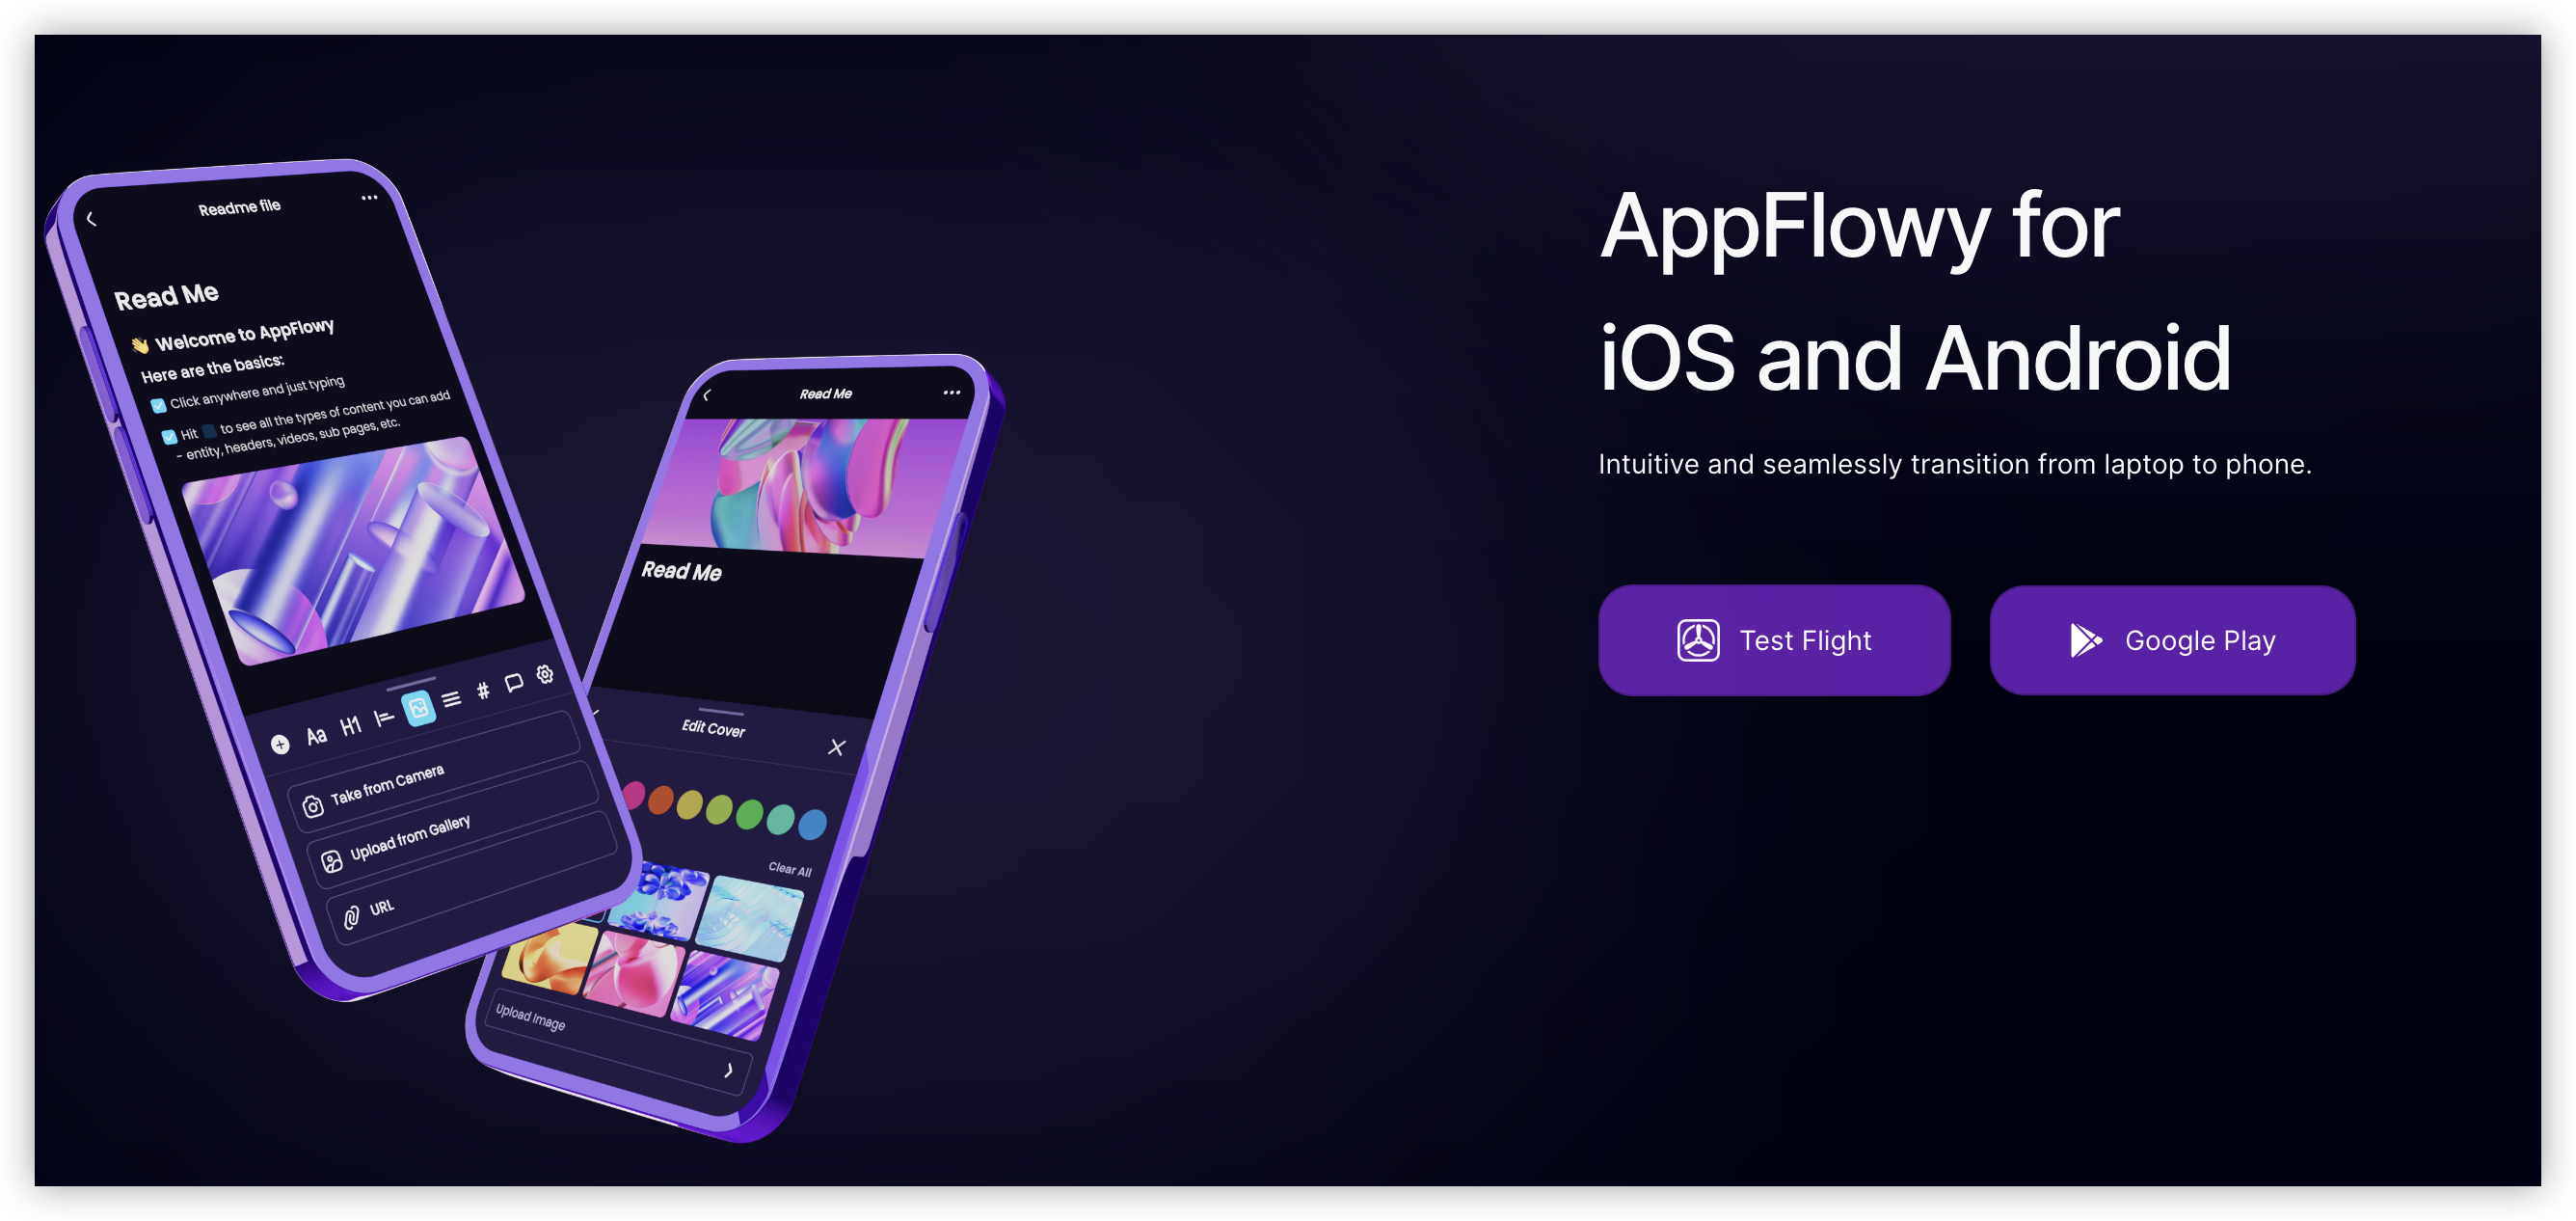 Readme file
Read Me
👋 Welcome to AppFlowy
Here are the basics:
Click anywhere and just typing
Hit to see all the types of content you can add
- entity, headers, videos, sub pages, etc.
Aa H1 #
Take from Camera
Upload from Gallery
URL
Read Me
Read Me
Edit Cover
Clear All
Upload Image
AppFlowy for
iOS and Android
Intuitive and seamlessly transition from laptop to phone.
Test Flight
Google Play